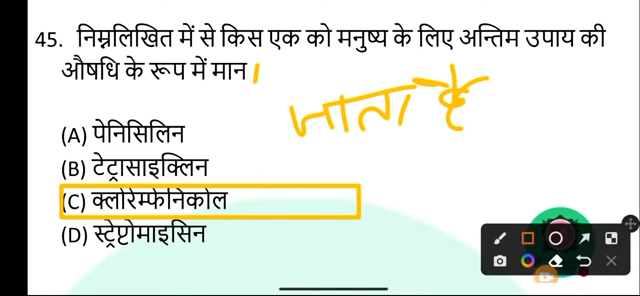 45. निम्नलिखित में से किस एक को मनुष्य के लिए अन्तिम उपाय की
औषधि के रूप में मान। जाता है
(A) पेनिसिलिन
(B) टेट्रासाइक्लिन
(C) क्लोरेम्फेनिकोल
(D) स्ट्रेप्टोमाइसिन